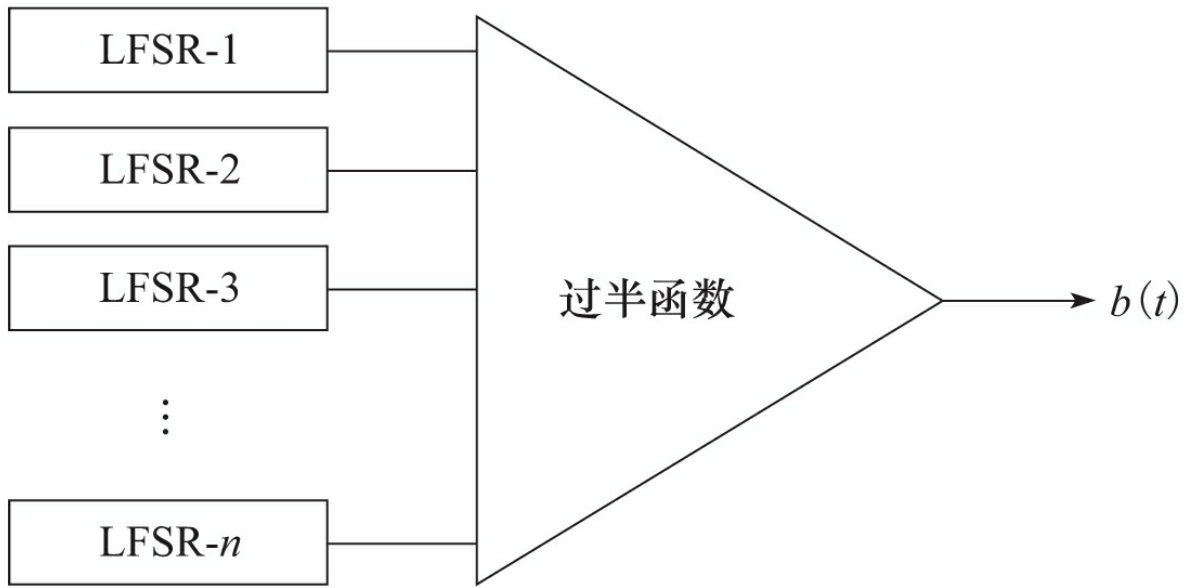 LFSR-1
LFSR-2
LFSR-3
过半函数
b(t)
⋮
LFSR-n